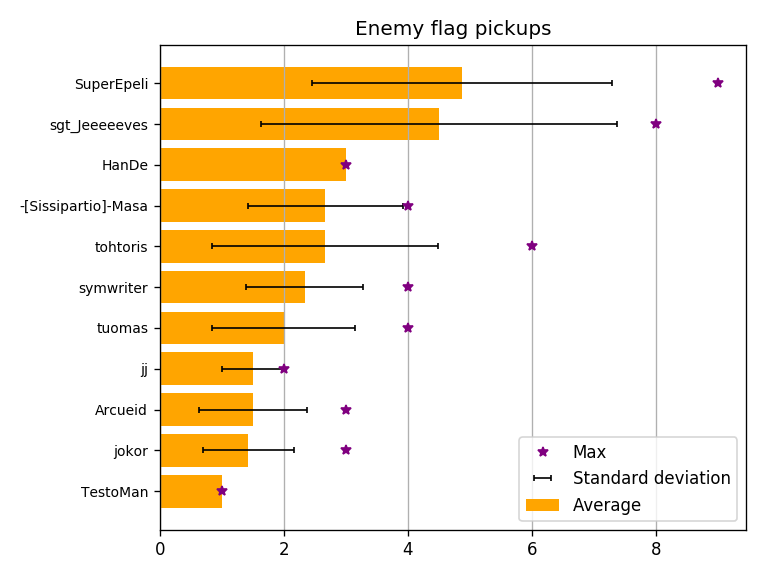 Enemy flag pickups
SuperEpeli
sgt_Jeeeeeves
HanDe
-[Sissipartio]-Masa
tohtoris
symwriter
tuomas
jj
Arcueid
jokor
TestoMan
Max
Standard deviation
Average
0 2 4 6 8